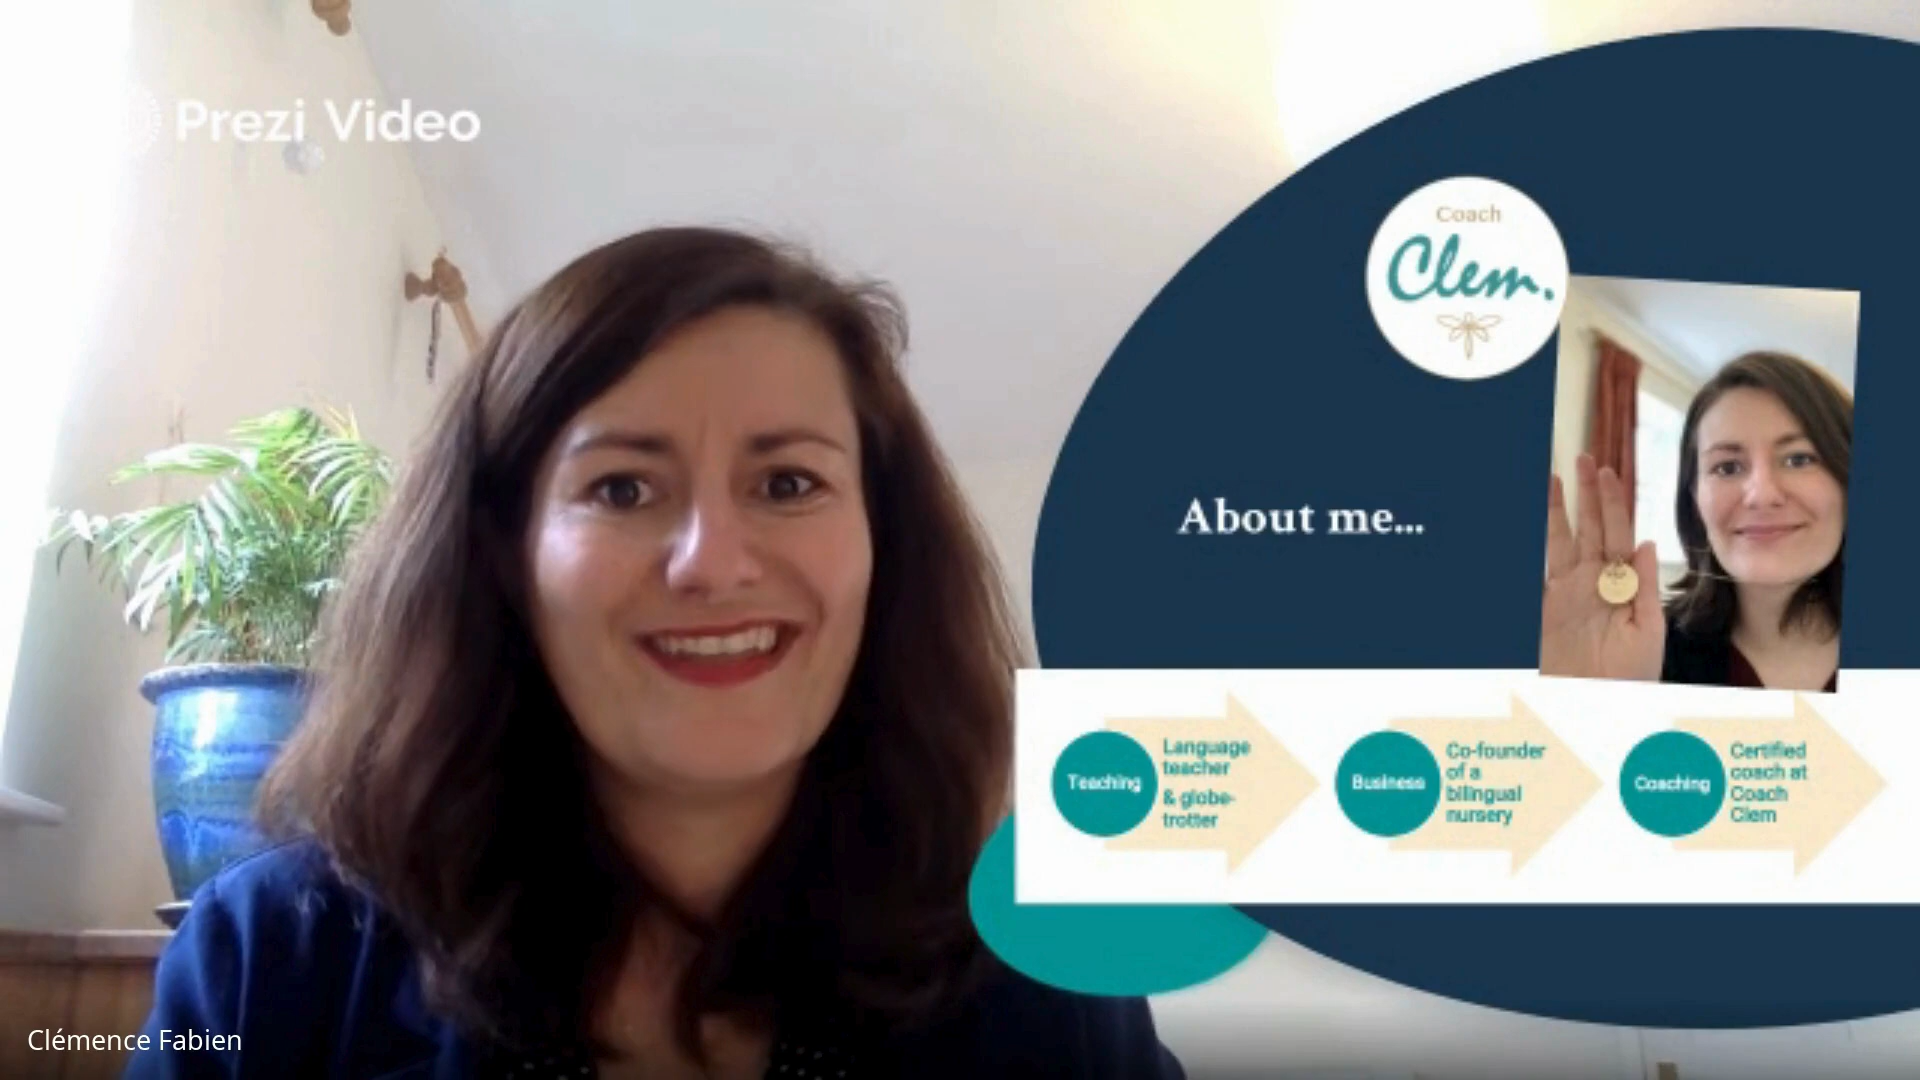 Prezi Video
Coach
Clem.
About me...
Teaching
Language
teacher
& globe-
trotter
Business
Co-founder
of a
bilingual
nursery
Coaching
Certified
coach at
Coach
Clem
Clémence Fabien